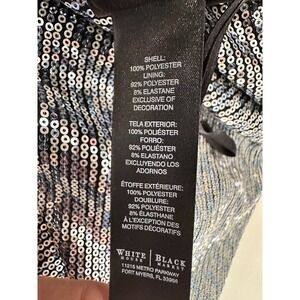 SHELL:
100% POLYESTER
LINING:
92% POLYESTER
8% ELASTANE
EXCLUSIVE OF
DECORATION
TELA EXTERIOR:
100% POLIÉSTER
FORRO:
92% POLIÉSTER
8% ELASTANO
EXCLUYENDO LOS
ADORNOS
ÉTOFFE EXTÉRIEURE:
100% POLYESTER
DOUBLURE:
92% POLYESTER
8% ÉLASTHANE
À L'EXCEPTION DES
MOTIFS DÉCORATIFS
WHITE HOUSE | BLACK MARKET
11215 METRO PARKWAY
FORT MYERS, FL 33966